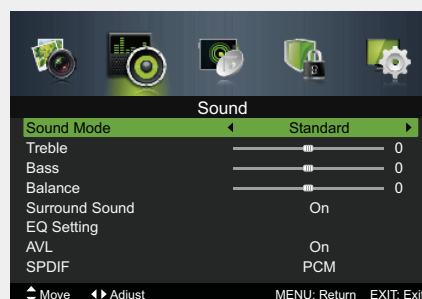 Sound
Sound Mode Standard
Treble 0
Bass 0
Balance 0
Surround Sound On
EQ Setting
AVL On
SPDIF PCM
Move Adjust MENU: Return EXIT: Exit